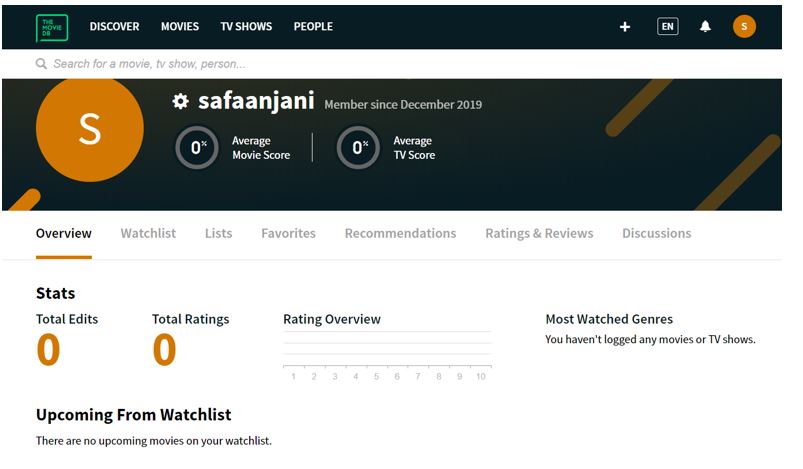 THE
MOVIE
DB
DISCOVER MOVIES TV SHOWS PEOPLE + EN S
Search for a movie, tv show, person...
S
safaanjani Member since December 2019
0% Average Movie Score
0% Average TV Score
Overview Watchlist Lists Favorites Recommendations Ratings & Reviews Discussions
Stats
Total Edits Total Ratings Rating Overview Most Watched Genres
0 0 You haven't logged any movies or TV shows.
1 2 3 4 5 6 7 8 9 10
Upcoming From Watchlist
There are no upcoming movies on your watchlist.